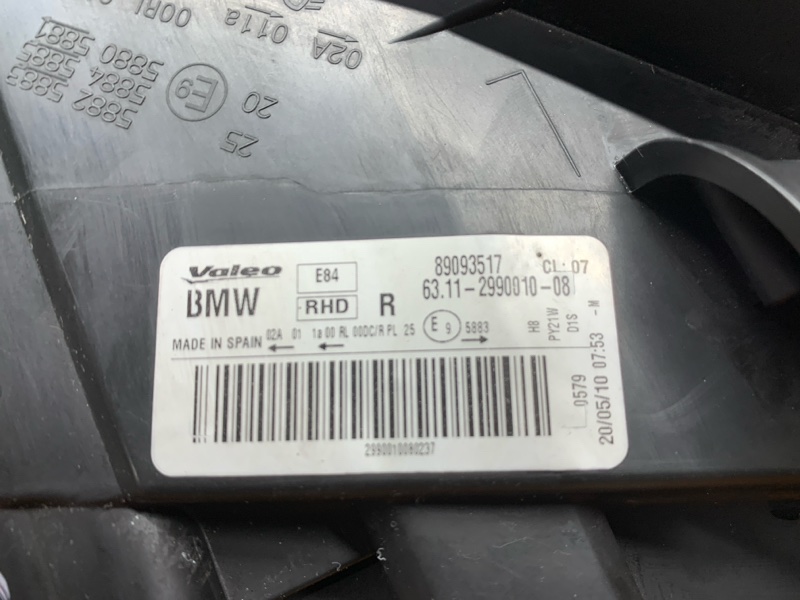 00RL
02A 011a
5880 5881
5884 5885
5882 5883
E9
25 20
Valeo E84 89093517 CL: 07
BMW RHD R 63.11-2990010-08
MADE IN SPAIN 02A 01 1a 00 RL 00DC/R PL 25 E 9 5883
H8
PY21W
D1S -M
0579
20/05/10 07:53
2990010080237